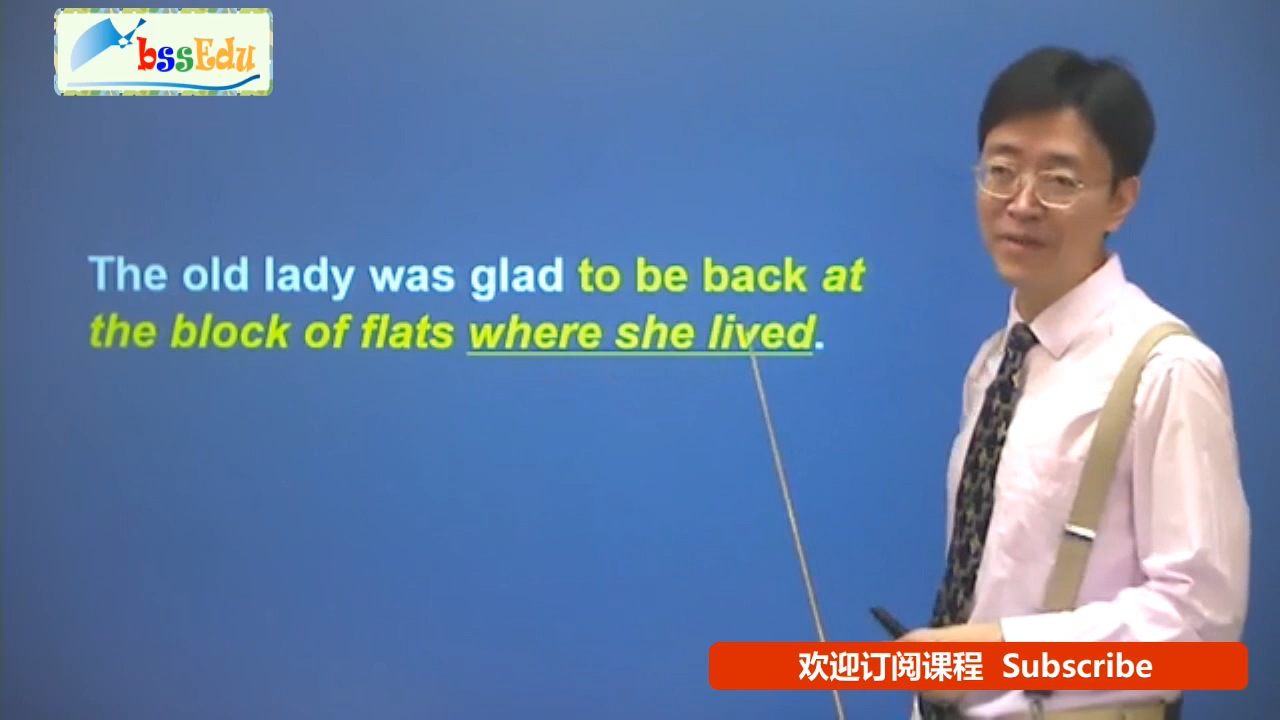 bssEdu
The old lady was glad to be back at
the block of flats where she lived.
欢迎订阅课程 Subscribe